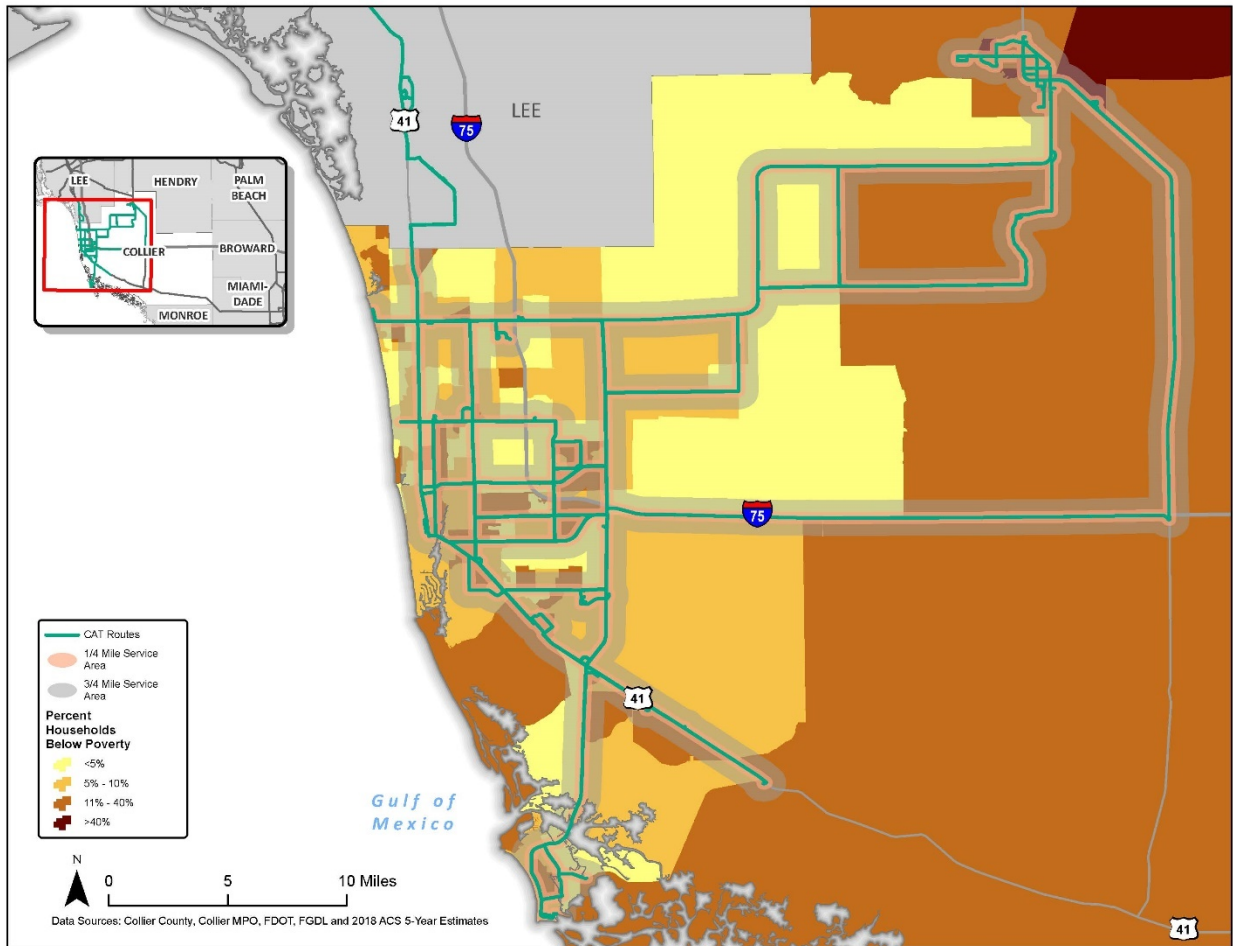 41
75
LEE
LEE
HENDRY
PALM
BEACH
COLLIER
BROWARD
MIAMI-
DADE
MONROE
75
41
CAT Routes
1/4 Mile Service
Area
3/4 Mile Service
Area
Percent
Households
Below Poverty
<5%
5% - 10%
11% - 40%
>40%
Gulf of
Mexico
N
0 5 10 Miles
Data Sources: Collier County, Collier MPO, FDOT, FGDL and 2018 ACS 5-Year Estimates
41